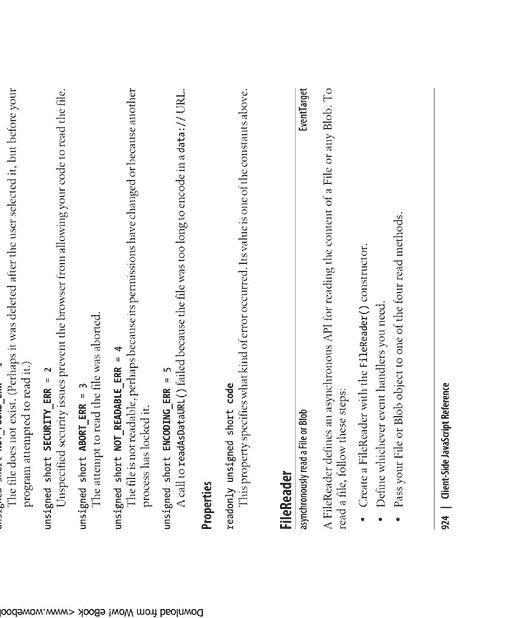 The file does not exist. (Perhaps it was deleted after the user selected it, but before your
program attempted to read it.)
unsigned short SECURITY_ERR = 2
Unspecified security issues prevent the browser from allowing your code to read the file.
unsigned short ABORT_ERR = 3
The attempt to read the file was aborted.
unsigned short NOT_READABLE_ERR = 4
The file is not readable, perhaps because its permissions have changed or because another
process has locked it.
unsigned short ENCODING_ERR = 5
A call to readAsDataURL() failed because the file was too long to encode in a data:// URL.
Properties
readonly unsigned short code
This property specifies what kind of error occurred. Its value is one of the constants above.
FileReader
asynchronously read a File or Blob EventTarget
A FileReader defines an asynchronous API for reading the content of a File or any Blob. To
read a file, follow these steps:
• Create a FileReader with the FileReader() constructor.
• Define whichever event handlers you need.
• Pass your File or Blob object to one of the four read methods.
924 | Client-Side JavaScript Reference
Download from Wow! eBook <www.wowebook